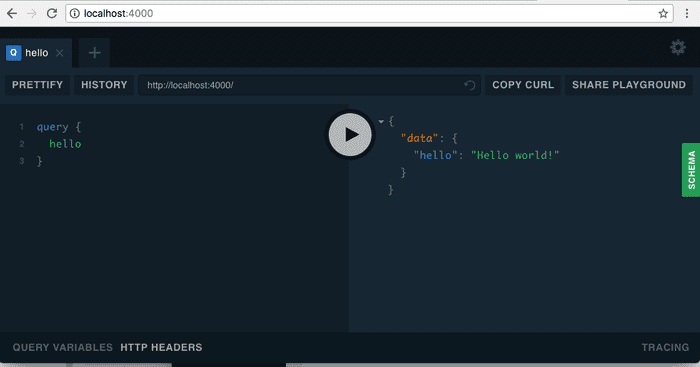 localhost:4000
Q hello
PRETTIFY HISTORY http://localhost:4000/ COPY CURL SHARE PLAYGROUND
1 query {
2 hello
3 }
{
"data": {
"hello": "Hello world!"
}
}
SCHEMA
QUERY VARIABLES HTTP HEADERS TRACING